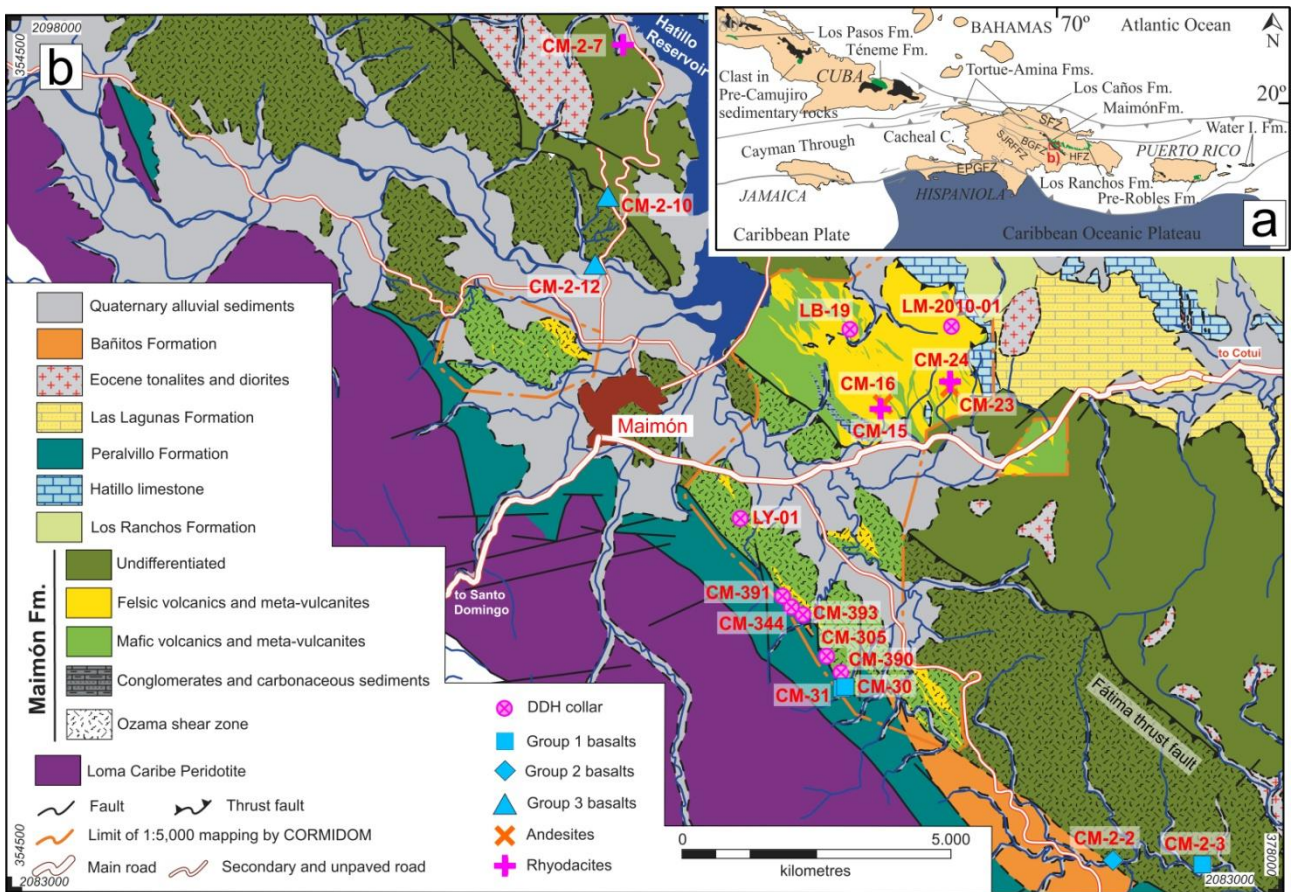 b
2098000
354500
CM-2-7
Hatillo
Reservoir
CM-2-10
CM-2-12
a
70º
BAHAMAS
Atlantic Ocean
N
Los Pasos Fm.
Téneme Fm.
CUBA
Clast in
Pre-Camujiro
sedimentary rocks
Tortue-Amina Fms.
Los Caños Fm.
MaimónFm.
20º
Water I. Fm.
Cayman Through
Cacheal C.
SFZ
BGFZ
SJRFFZ
HFZ
b)
PUERTO RICO
EPGFZ
JAMAICA
HISPANIOLA
Los Ranchos Fm.
Pre-Robles Fm.
Caribbean Plate
Caribbean Oceanic Plateau
LB-19
LM-2010-01
CM-24
CM-16
CM-23
CM-15
to Cotui
Maimón
LY-01
to Santo
Domingo
CM-391
CM-393
CM-344
CM-305
CM-390
CM-31
CM-30
Fátima thrust fault
CM-2-2
CM-2-3
Quaternary alluvial sediments
Bañitos Formation
Eocene tonalites and diorites
Las Lagunas Formation
Peralvillo Formation
Hatillo limestone
Los Ranchos Formation
Maimón Fm.
Undifferentiated
Felsic volcanics and meta-vulcanites
Mafic volcanics and meta-vulcanites
Conglomerates and carbonaceous sediments
Ozama shear zone
Loma Caribe Peridotite
Fault
Thrust fault
Limit of 1:5,000 mapping by CORMIDOM
Main road
Secondary and unpaved road
DDH collar
Group 1 basalts
Group 2 basalts
Group 3 basalts
Andesites
Rhyodacites
0
5.000
kilometres
354500
2083000
378000
2083000